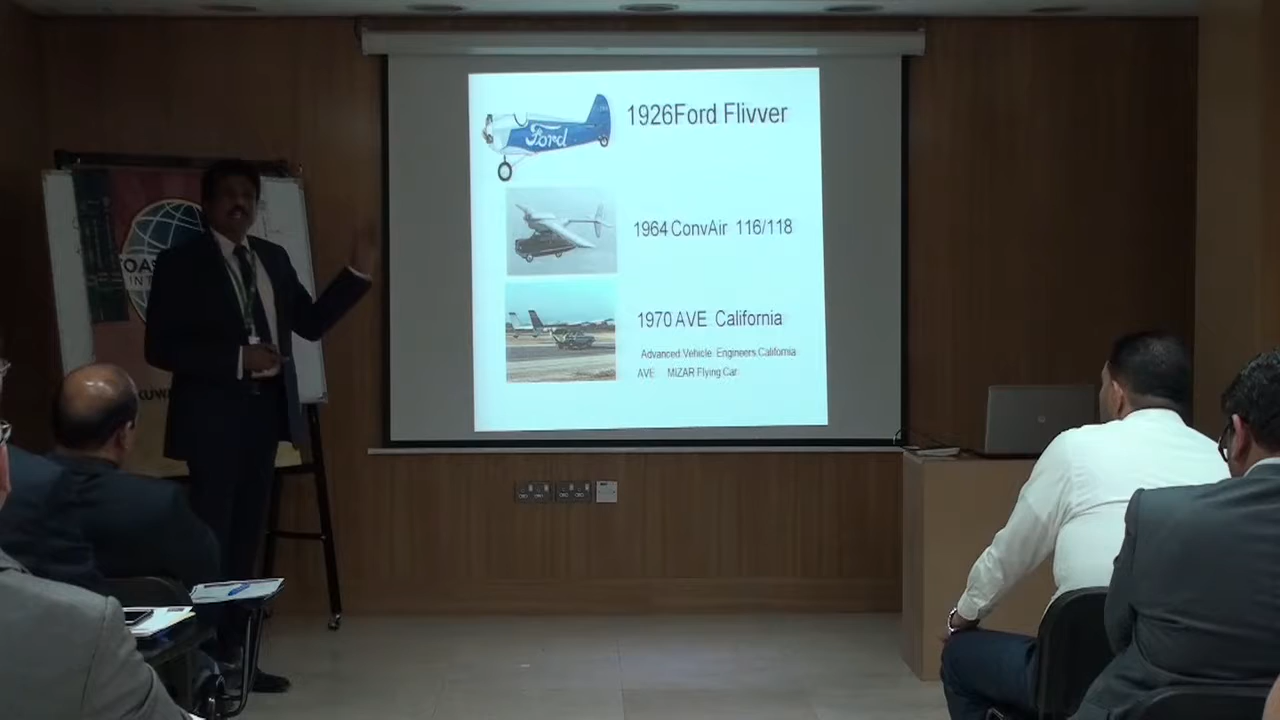 1926Ford Flivver
Ford
1964 ConvAir 116/118
1970 AVE California
Advanced Vehicle Engineers California
AVE MIZAR Flying Car